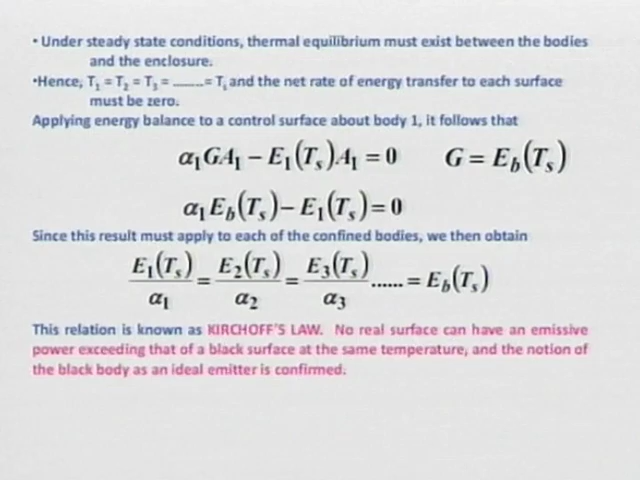 • Under steady state conditions, thermal equilibrium must exist between the bodies
and the enclosure.
•Hence, T₁ = T₂ = T₃ = ........= Tₛ and the net rate of energy transfer to each surface
must be zero.
Applying energy balance to a control surface about body 1, it follows that
α₁GA₁ − E₁(Tₛ)A₁ = 0 G = E_b(Tₛ)
α₁E_b(Tₛ) − E₁(Tₛ) = 0
Since this result must apply to each of the confined bodies, we then obtain
E₁(Tₛ)/α₁ = E₂(Tₛ)/α₂ = E₃(Tₛ)/α₃ ...... = E_b(Tₛ)
This relation is known as KIRCHOFF'S LAW. No real surface can have an emissive
power exceeding that of a black surface at the same temperature, and the notion of
the black body as an ideal emitter is confirmed.